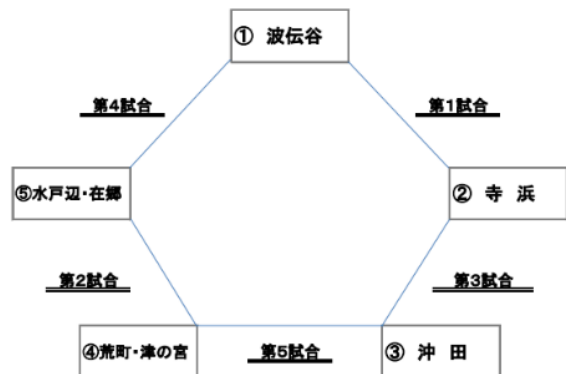 ① 波伝谷
第4試合
第1試合
⑤水戸辺・在郷
② 寺 浜
第2試合
第3試合
④荒町・津の宮
第5試合
③ 沖 田